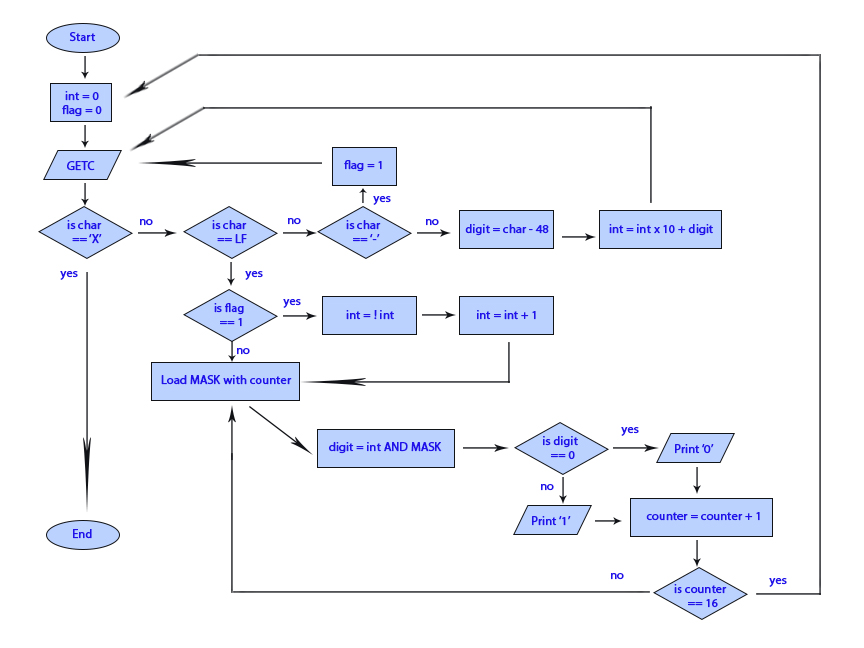 Start
int = 0
flag = 0
GETC
flag = 1
yes
is char
== 'X'
no
is char
== LF
no
is char
== '-'
no
digit = char - 48
int = int x 10 + digit
yes
yes
is flag
== 1
yes
int = ! int
int = int + 1
no
Load MASK with counter
digit = int AND MASK
is digit
== 0
yes
Print '0'
no
Print '1'
counter = counter + 1
End
no
is counter
== 16
yes